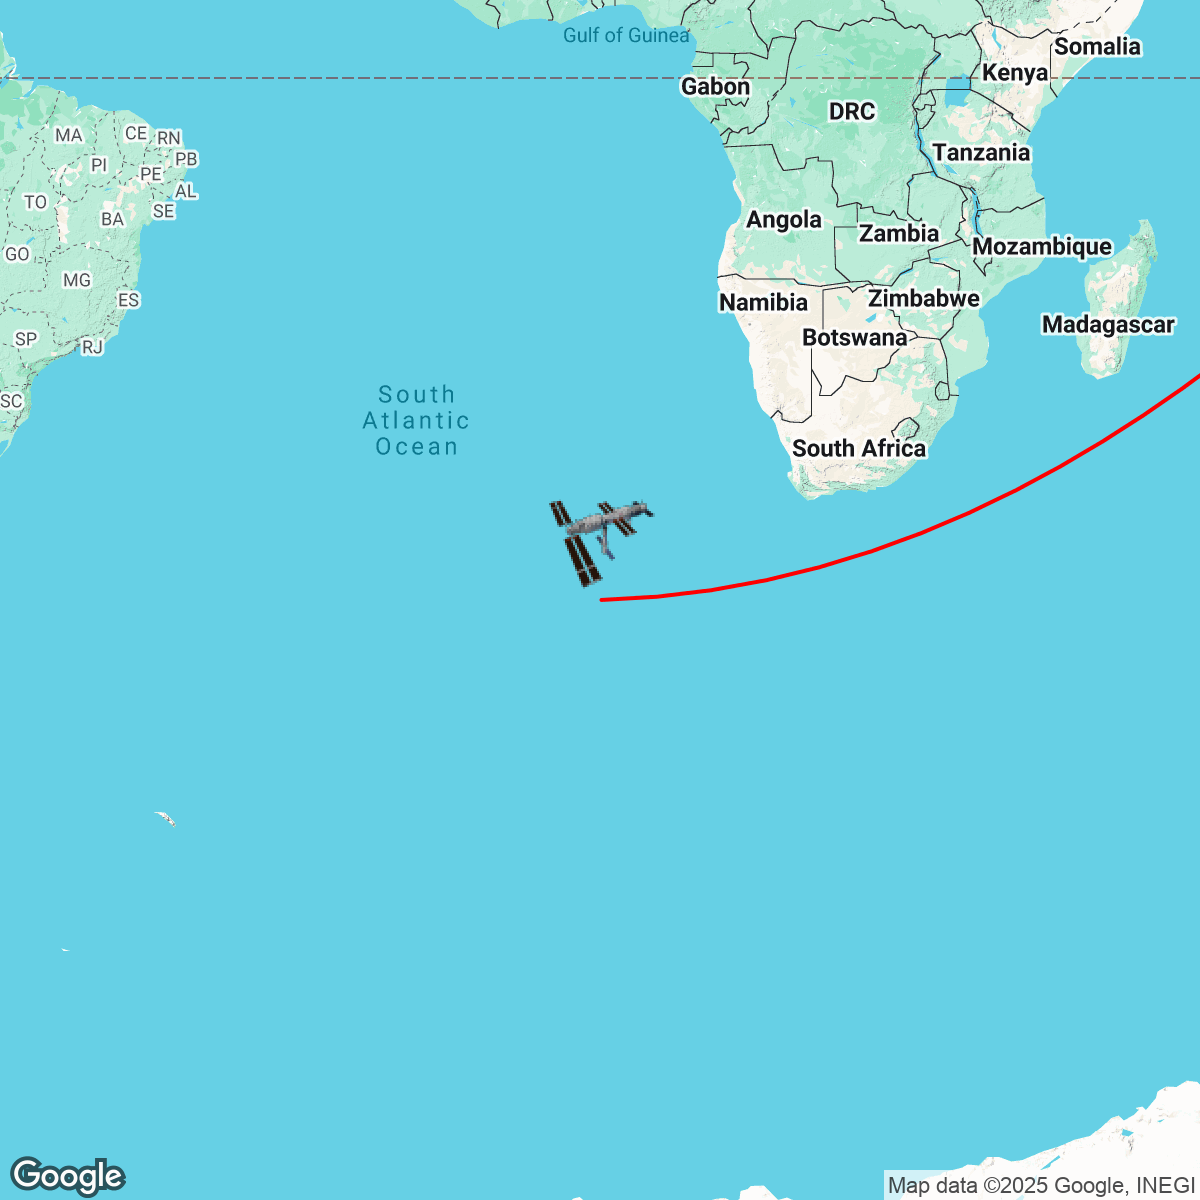 Gulf of Guinea
Somalia
Kenya
Gabon
DRC
MA
CE
RN
PI
PE
PB
Tanzania
TO
AL
BA
SE
Angola
Zambia
Mozambique
GO
MG
ES
Namibia
Zimbabwe
SP
RJ
Botswana
Madagascar
SC
South
Atlantic
Ocean
South Africa
Google
Map data ©2025 Google, INEGI